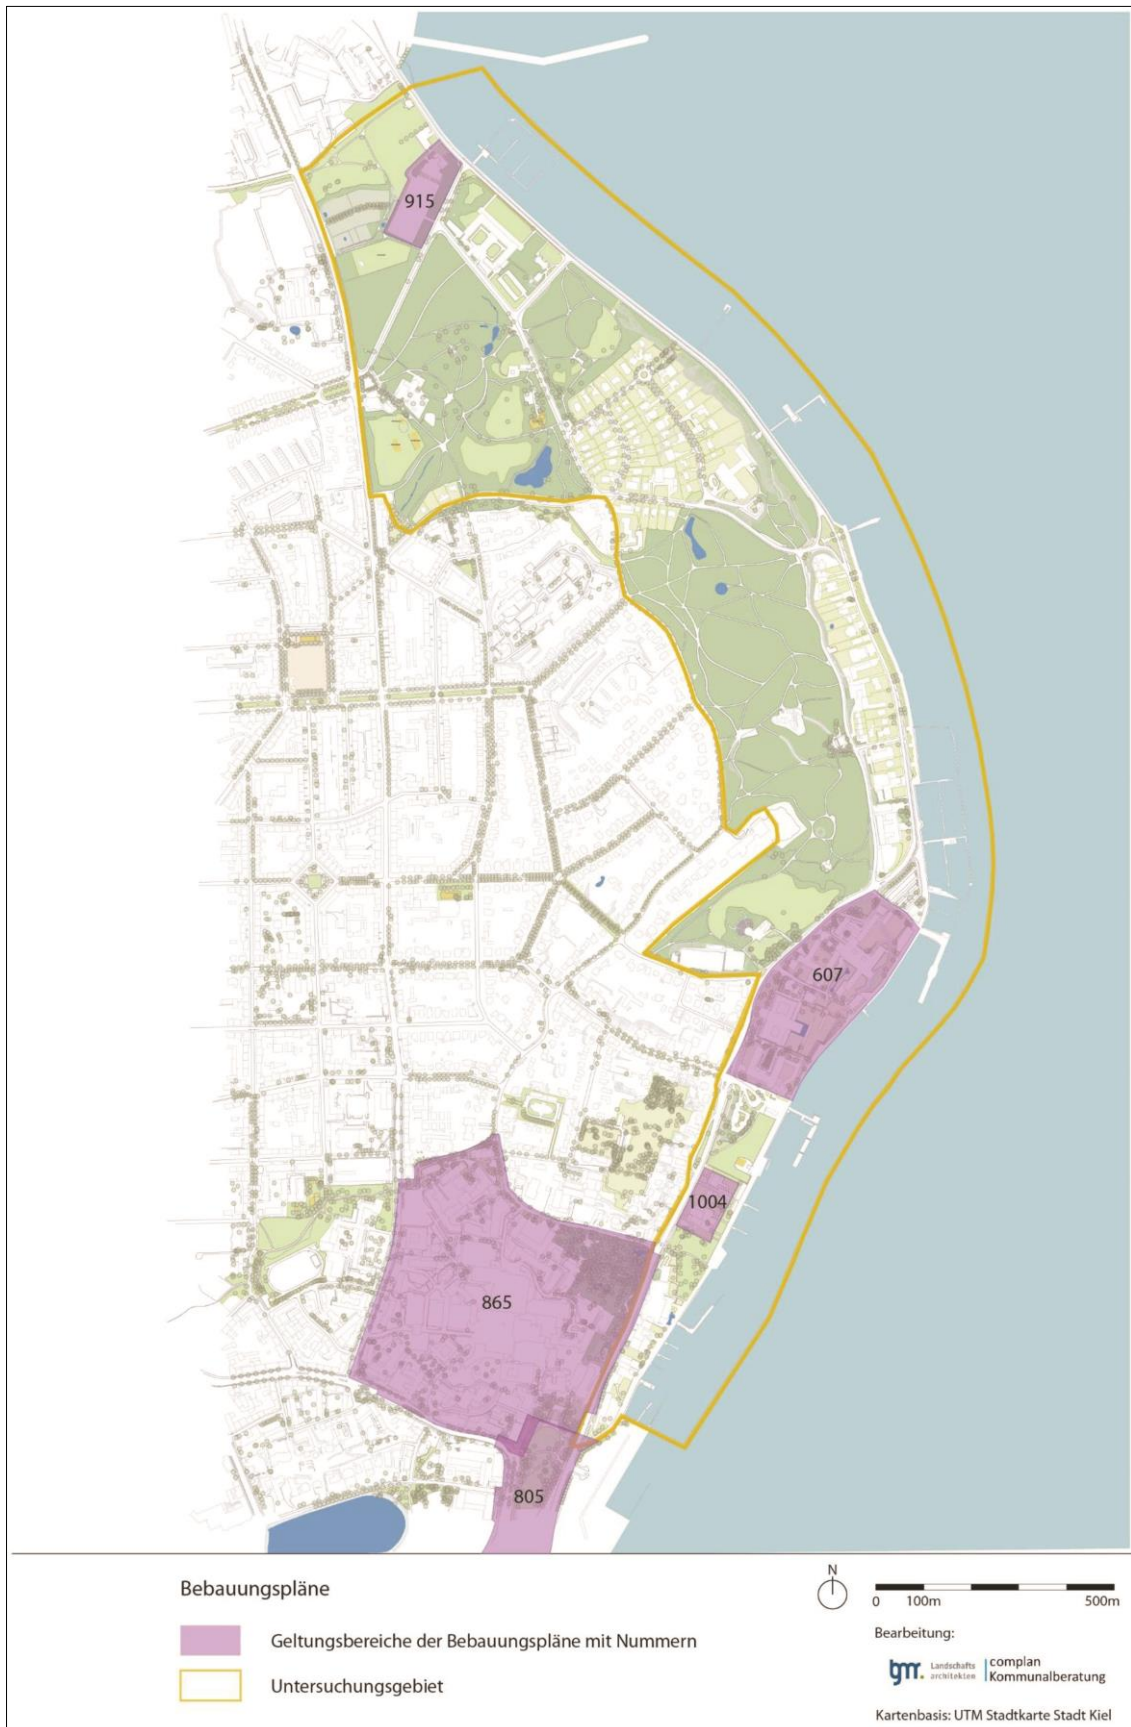 915
607
1004
865
805
Bebauungspläne
Geltungsbereiche der Bebauungspläne mit Nummern
Untersuchungsgebiet
N
0 100m 500m
Bearbeitung:
gmr. Landschafts architekten
complan Kommunalberatung
Kartenbasis: UTM Stadtkarte Stadt Kiel